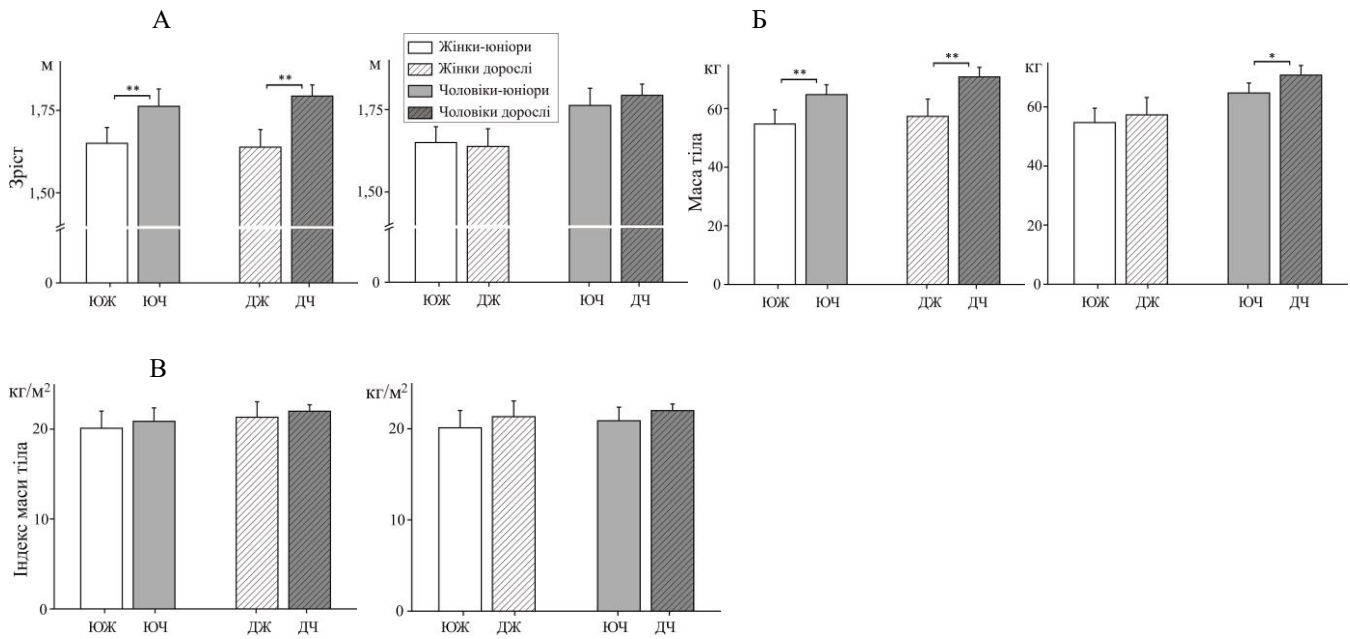 А
м
Зріст
1,75
1,50
0
**
**
ЮЖ ЮЧ ДЖ ДЧ
1,75
1,50
0
Жінки-юніори
Жінки дорослі
Чоловіки-юніори
Чоловіки дорослі
ЮЖ ДЖ ЮЧ ДЧ
Б
кг
Маса тіла
60
40
20
0
**
**
ЮЖ ЮЧ ДЖ ДЧ
кг
60
40
20
0
*
ЮЖ ДЖ ЮЧ ДЧ
В
кг/м²
Індекс маси тіла
20
10
0
ЮЖ ЮЧ ДЖ ДЧ
кг/м²
20
10
0
ЮЖ ДЖ ЮЧ ДЧ